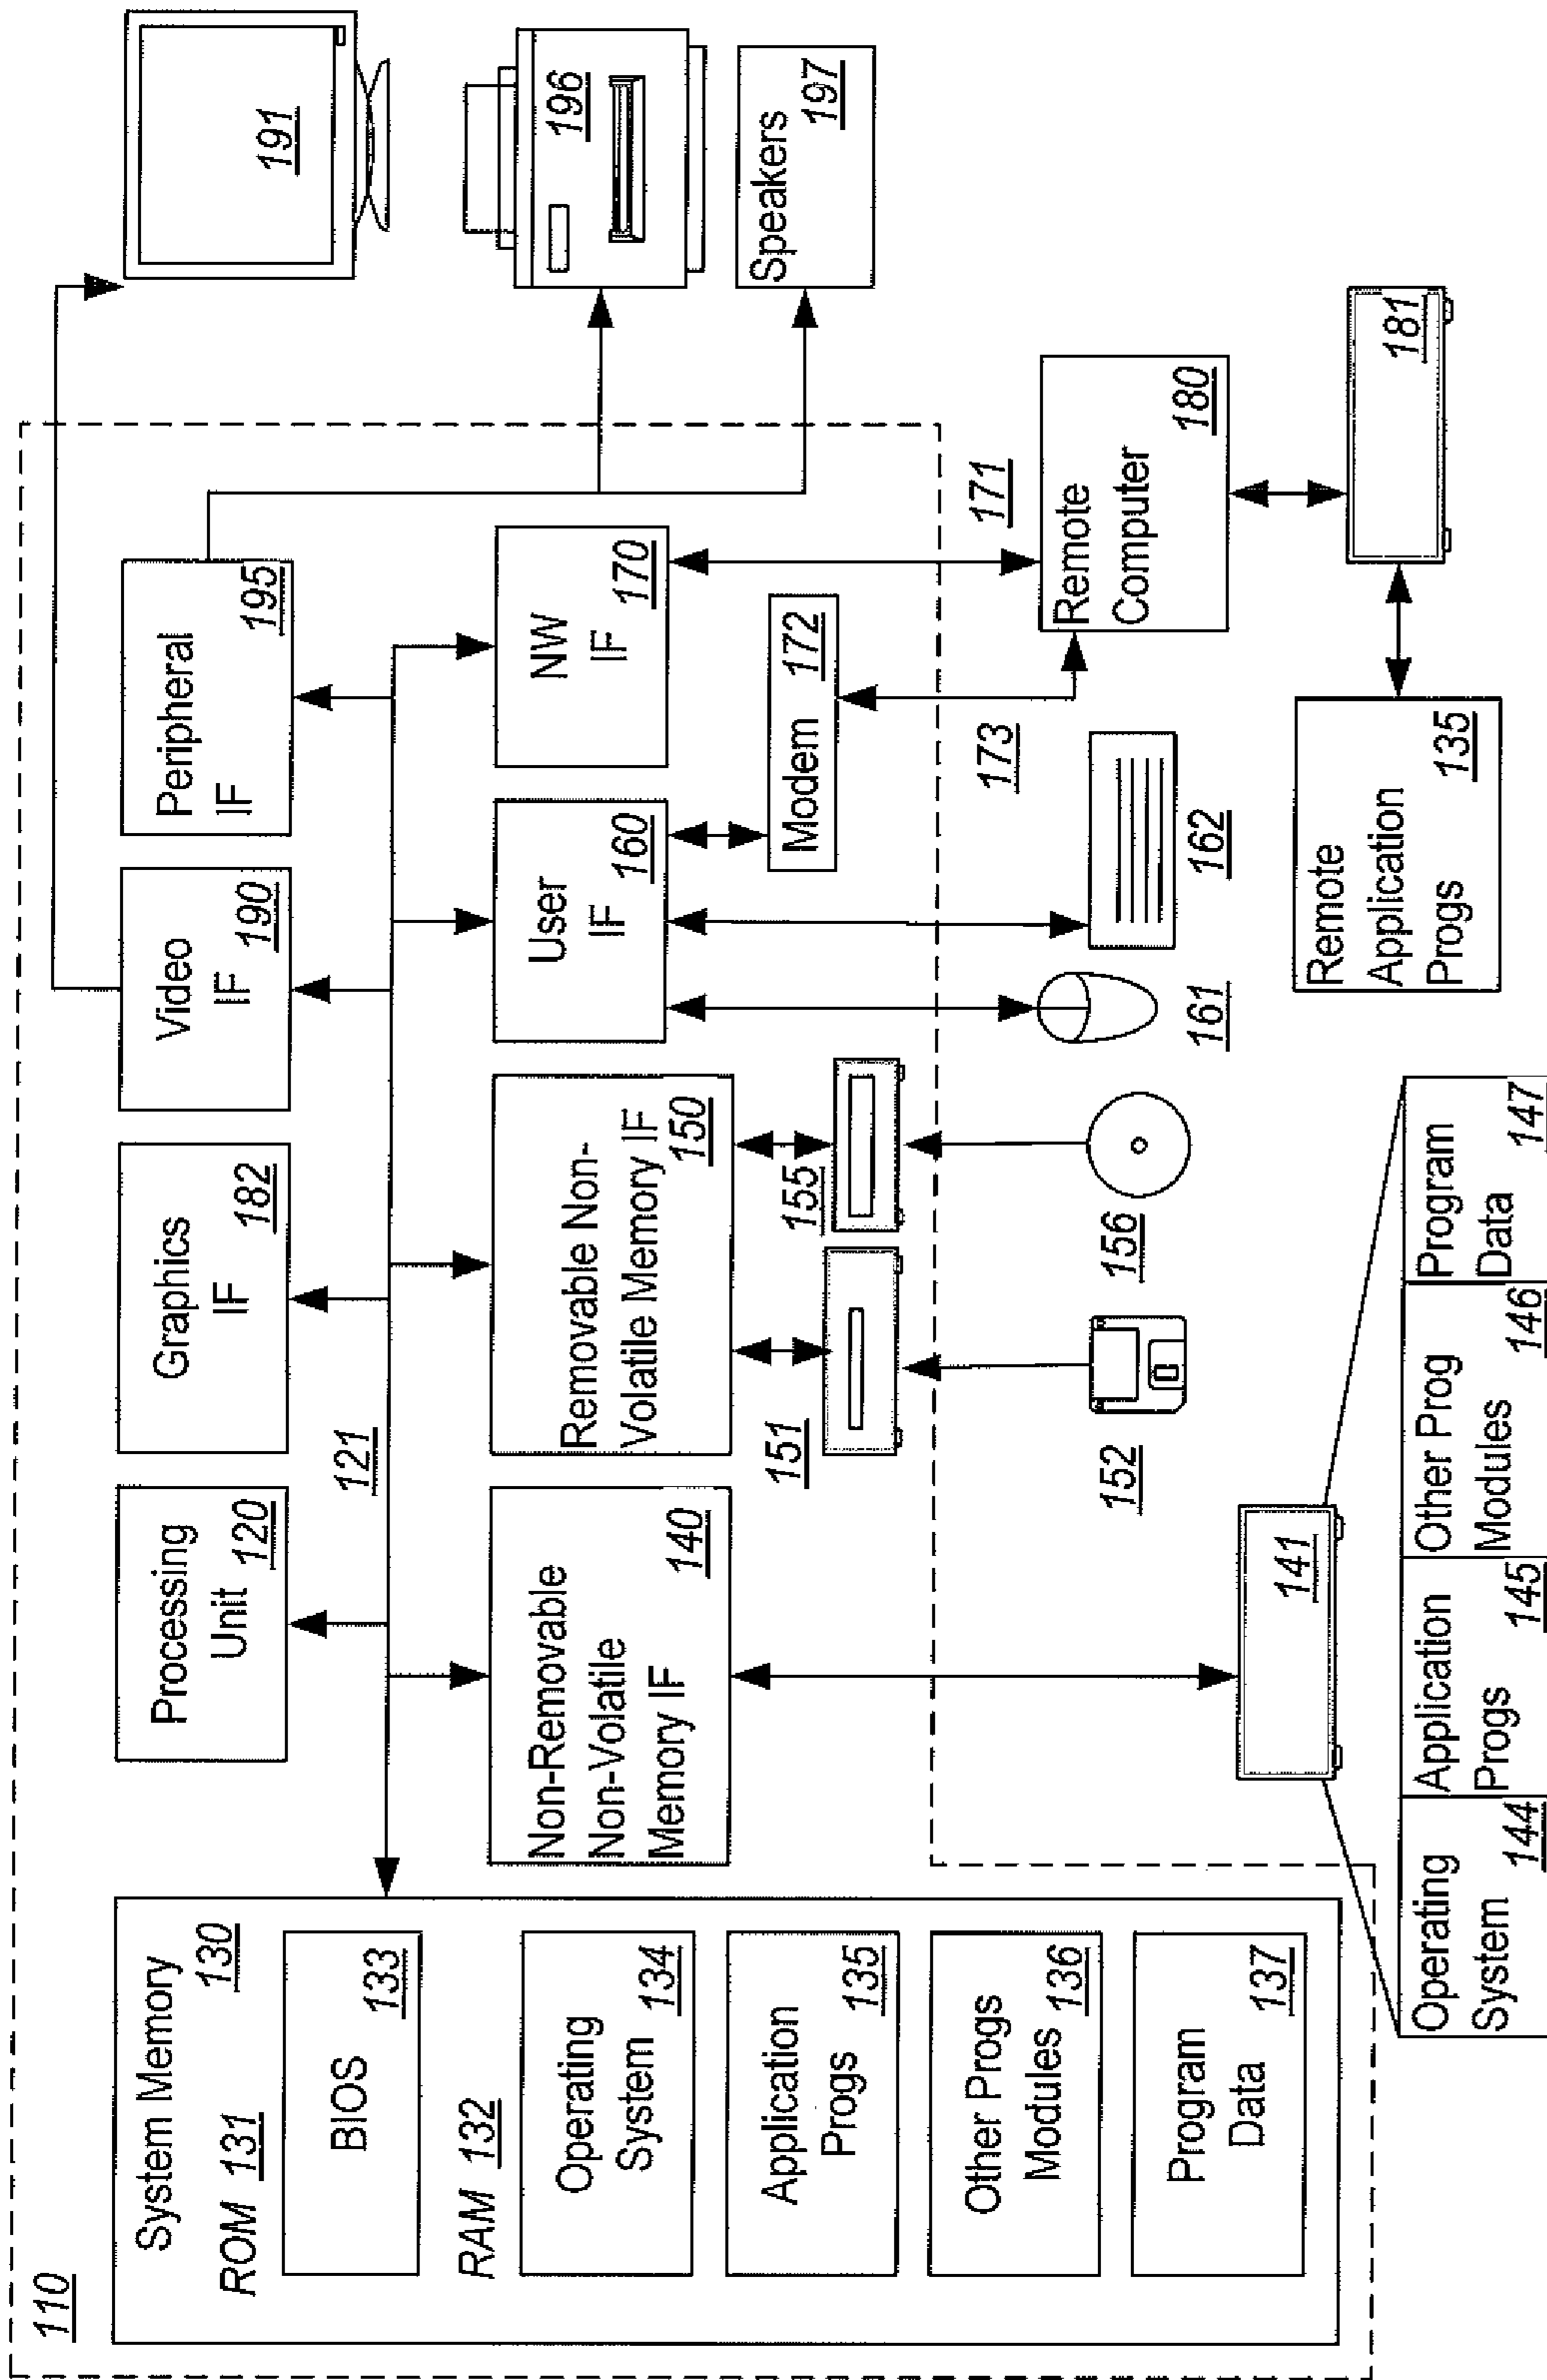 110
System Memory
130
ROM 131
BIOS
133
RAM 132
Operating
System 134
Application
Progs 135
Other Progs
Modules 136
Program
Data 137
Processing
Unit 120
Graphics
IF 182
Video
IF 190
Peripheral
IF 195
121
Non-Removable
Non-Volatile
Memory IF 140
Removable Non-
Volatile Memory IF
150
User
IF 160
NW
IF 170
151
155
Modem 172
152
156
161
162
173
171
Remote
Computer
180
191
196
Speakers
197
141
181
Remote
Application
Progs 135
Operating
System 144
Application
Progs 145
Other Prog
Modules 146
Program
Data 147